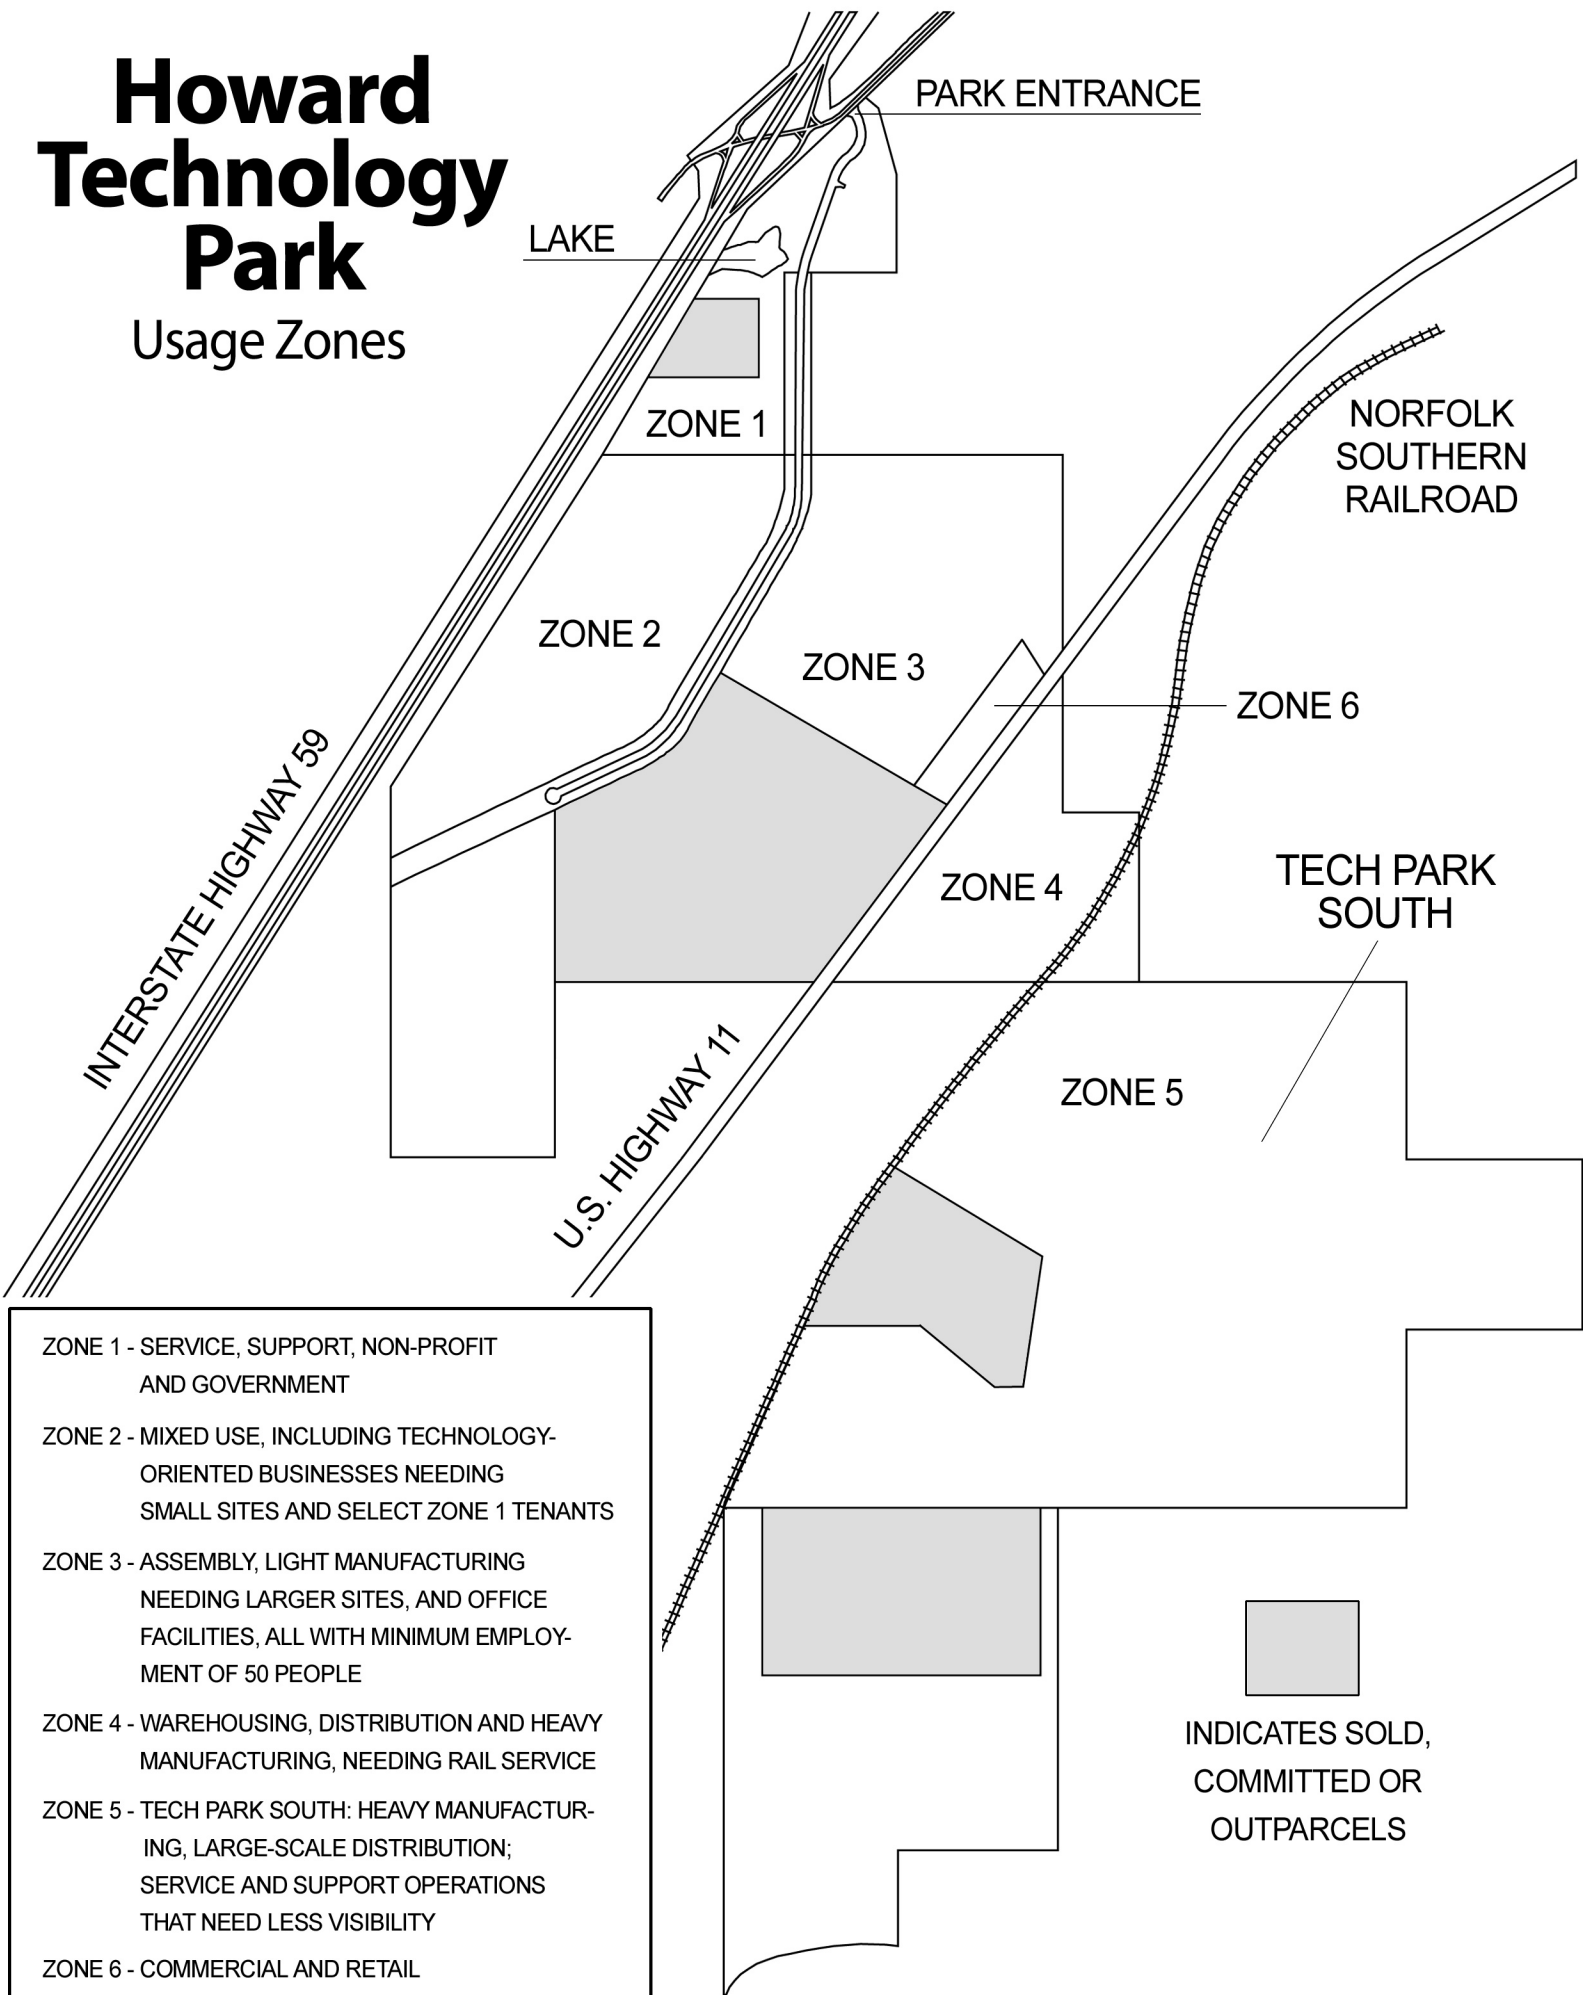 Howard
Technology
Park
Usage Zones
PARK ENTRANCE
LAKE
ZONE 1
NORFOLK
SOUTHERN
RAILROAD
ZONE 2
ZONE 3
ZONE 6
INTERSTATE HIGHWAY 59
ZONE 4
TECH PARK
SOUTH
U.S. HIGHWAY 11
ZONE 5
ZONE 1 - SERVICE, SUPPORT, NON-PROFIT
AND GOVERNMENT
ZONE 2 - MIXED USE, INCLUDING TECHNOLOGY-
ORIENTED BUSINESSES NEEDING
SMALL SITES AND SELECT ZONE 1 TENANTS
ZONE 3 - ASSEMBLY, LIGHT MANUFACTURING
NEEDING LARGER SITES, AND OFFICE
FACILITIES, ALL WITH MINIMUM EMPLOY-
MENT OF 50 PEOPLE
ZONE 4 - WAREHOUSING, DISTRIBUTION AND HEAVY
MANUFACTURING, NEEDING RAIL SERVICE
ZONE 5 - TECH PARK SOUTH: HEAVY MANUFACTUR-
ING, LARGE-SCALE DISTRIBUTION;
SERVICE AND SUPPORT OPERATIONS
THAT NEED LESS VISIBILITY
ZONE 6 - COMMERCIAL AND RETAIL
INDICATES SOLD,
COMMITTED OR
OUTPARCELS